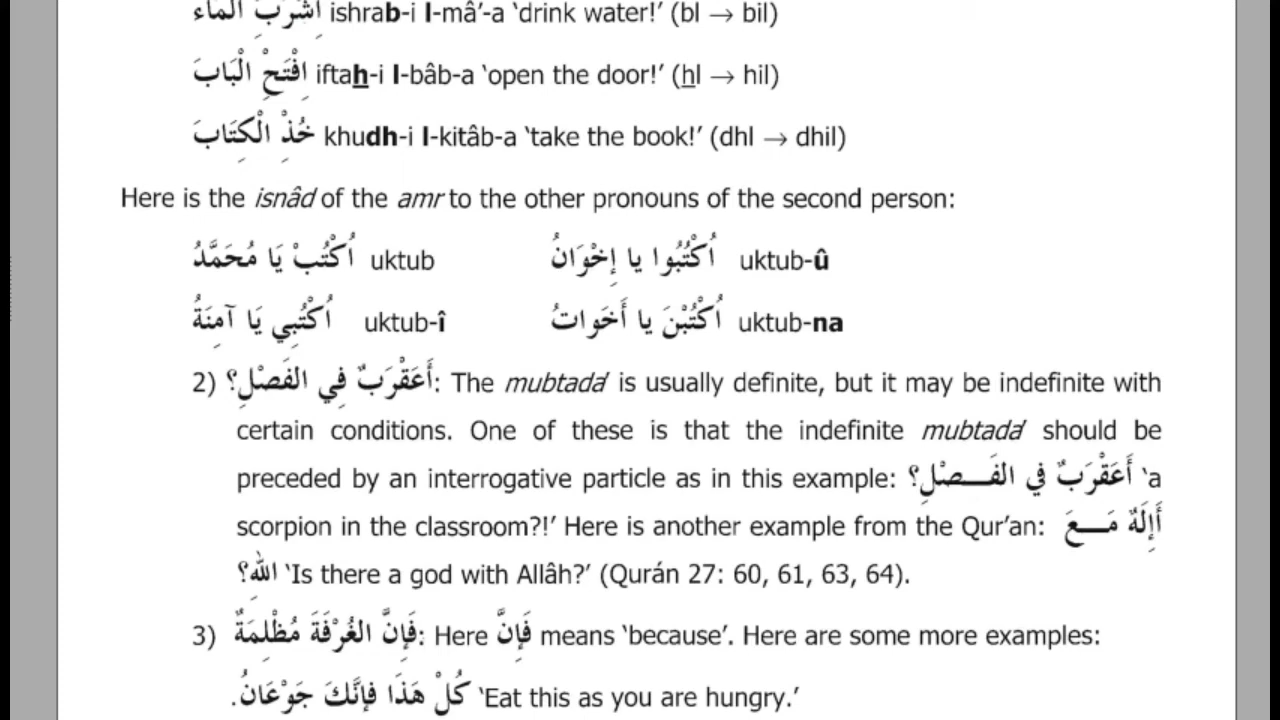 اِشْرَبِ الْمَاءَ ishrab-i l-mâ’-a ‘drink water!’ (bl → bil)
اِفْتَحِ الْبَابَ iftah-i l-bâb-a ‘open the door!’ (hl → hil)
خُذِ الْكِتَابَ khudh-i l-kitâb-a ‘take the book!’ (dhl → dhil)
Here is the isnâd of the amr to the other pronouns of the second person:
اُكْتُبْ يَا مُحَمَّدُ uktub اُكْتُبُوا يا إِخْوَانُ uktub-û
اُكْتُبِي يَا آمِنَةُ uktub-î اُكْتُبْنَ يا أَخَواتُ uktub-na
2) أَعَقْرَبٌ فِي الفَصْلِ؟: The mubtada’ is usually definite, but it may be indefinite with
certain conditions. One of these is that the indefinite mubtada’ should be
preceded by an interrogative particle as in this example: أَعَقْرَبٌ في الفَـــصْلِ؟ ‘a
scorpion in the classroom?!’ Here is another example from the Qur’an: أَإِلَهٌ مَـــعَ
اللهِ؟ ‘Is there a god with Allâh?’ (Qurán 27: 60, 61, 63, 64).
3) فَإِنَّ الغُرْفَةَ مُظْلِمَةٌ: Here فَإِنَّ means ‘because’. Here are some more examples:
كُلْ هَذَا فإنَّكَ جَوْعَانُ. ‘Eat this as you are hungry.’